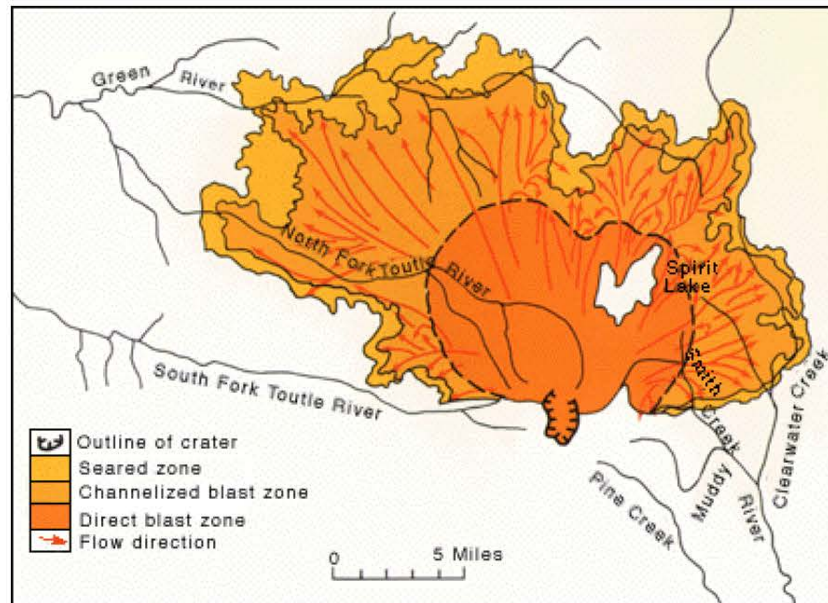 Green River
North Fork Toutle River
Spirit
Lake
Smith Creek
South Fork Toutle River
Clearwater Creek
Muddy River
Pine Creek
Outline of crater
Seared zone
Channelized blast zone
Direct blast zone
Flow direction
0 5 Miles